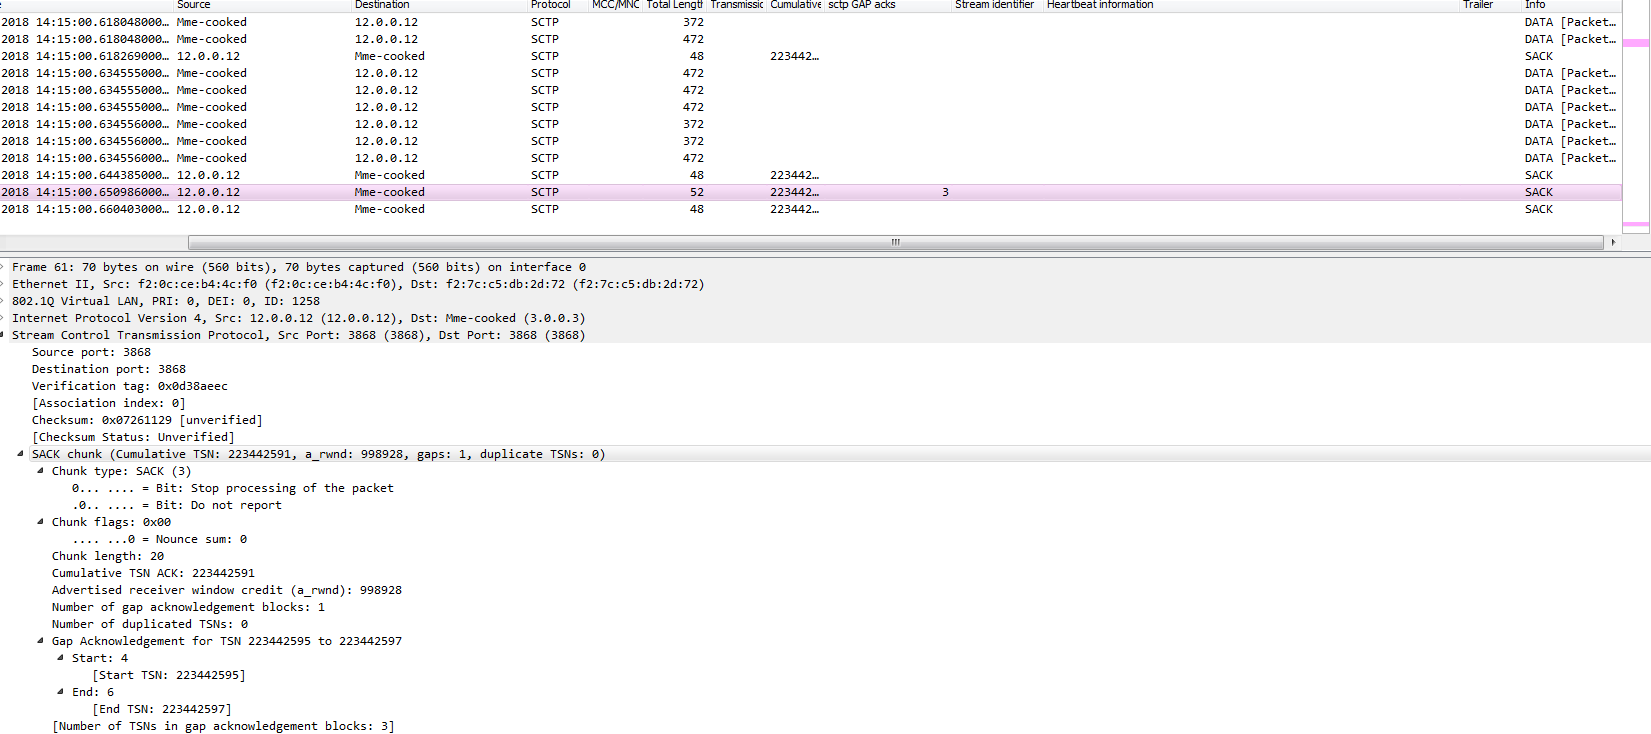 Source Destination Protocol MCC/MNC Total Length Transmissic Cumulative sctp GAP acks Stream identifier Heartbeat information Trailer Info
2018 14:15:00.618048000… Mme-cooked 12.0.0.12 SCTP 372 DATA [Packet…
2018 14:15:00.618048000… Mme-cooked 12.0.0.12 SCTP 472 DATA [Packet…
2018 14:15:00.618269000… 12.0.0.12 Mme-cooked SCTP 48 223442… SACK
2018 14:15:00.634555000… Mme-cooked 12.0.0.12 SCTP 472 DATA [Packet…
2018 14:15:00.634555000… Mme-cooked 12.0.0.12 SCTP 472 DATA [Packet…
2018 14:15:00.634555000… Mme-cooked 12.0.0.12 SCTP 472 DATA [Packet…
2018 14:15:00.634556000… Mme-cooked 12.0.0.12 SCTP 372 DATA [Packet…
2018 14:15:00.634556000… Mme-cooked 12.0.0.12 SCTP 372 DATA [Packet…
2018 14:15:00.634556000… Mme-cooked 12.0.0.12 SCTP 472 DATA [Packet…
2018 14:15:00.644385000… 12.0.0.12 Mme-cooked SCTP 48 223442… SACK
2018 14:15:00.650986000… 12.0.0.12 Mme-cooked SCTP 52 223442… 3 SACK
2018 14:15:00.660403000… 12.0.0.12 Mme-cooked SCTP 48 223442… SACK
Frame 61: 70 bytes on wire (560 bits), 70 bytes captured (560 bits) on interface 0
Ethernet II, Src: f2:0c:ce:b4:4c:f0 (f2:0c:ce:b4:4c:f0), Dst: f2:7c:c5:db:2d:72 (f2:7c:c5:db:2d:72)
802.1Q Virtual LAN, PRI: 0, DEI: 0, ID: 1258
Internet Protocol Version 4, Src: 12.0.0.12 (12.0.0.12), Dst: Mme-cooked (3.0.0.3)
Stream Control Transmission Protocol, Src Port: 3868 (3868), Dst Port: 3868 (3868)
Source port: 3868
Destination port: 3868
Verification tag: 0x0d38aeec
[Association index: 0]
Checksum: 0x07261129 [unverified]
[Checksum Status: Unverified]
SACK chunk (Cumulative TSN: 223442591, a_rwnd: 998928, gaps: 1, duplicate TSNs: 0)
Chunk type: SACK (3)
0... .... = Bit: Stop processing of the packet
.0.. .... = Bit: Do not report
Chunk flags: 0x00
.... ...0 = Nounce sum: 0
Chunk length: 20
Cumulative TSN ACK: 223442591
Advertised receiver window credit (a_rwnd): 998928
Number of gap acknowledgement blocks: 1
Number of duplicated TSNs: 0
Gap Acknowledgement for TSN 223442595 to 223442597
Start: 4
[Start TSN: 223442595]
End: 6
[End TSN: 223442597]
[Number of TSNs in gap acknowledgement blocks: 3]